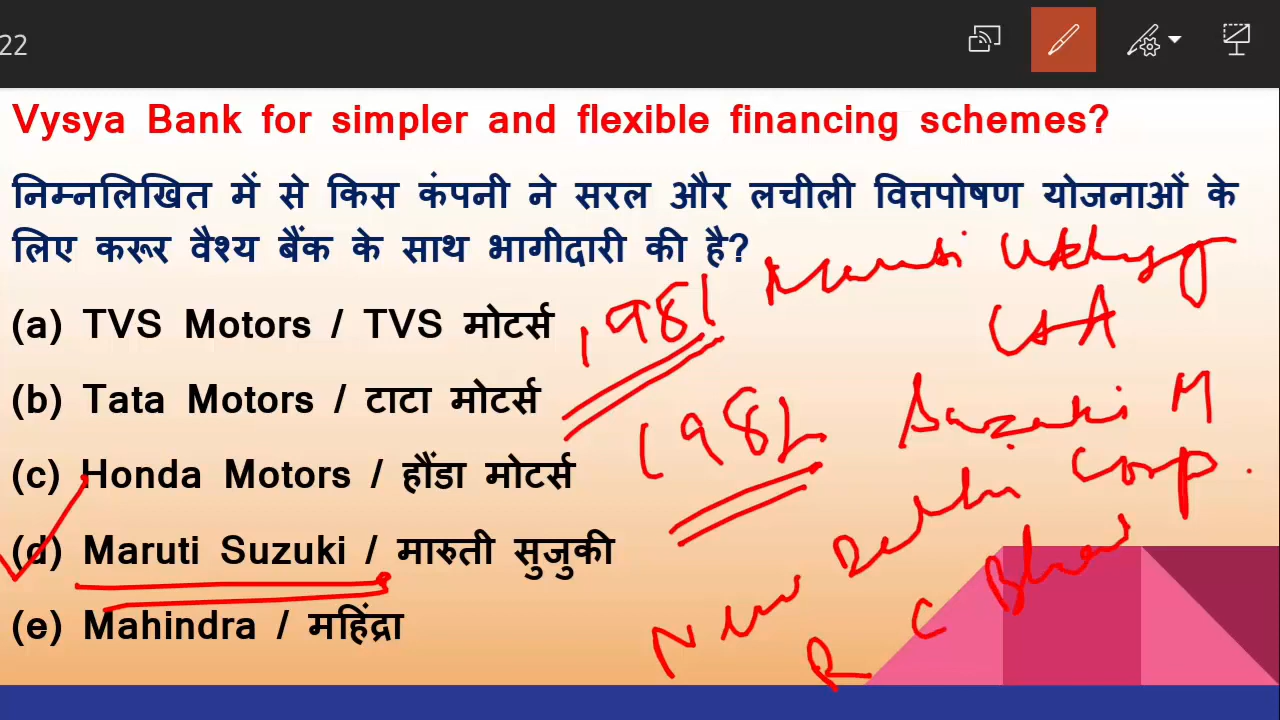 22
Vysya Bank for simpler and flexible financing schemes?
निम्नलिखित में से किस कंपनी ने सरल और लचीली वित्तपोषण योजनाओं के
लिए करूर वैश्य बैंक के साथ भागीदारी की है?
(a) TVS Motors / TVS मोटर्स
(b) Tata Motors / टाटा मोटर्स
(c) Honda Motors / हौंडा मोटर्स
(d) Maruti Suzuki / मारुती सुजुकी
(e) Mahindra / महिंद्रा
1981 Maruti
1982 Suzuki M
Corp.
New Delhi
R C